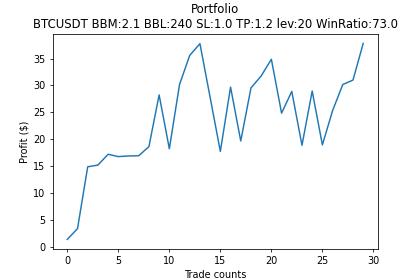 Portfolio
BTCUSDT BBM:2.1 BBL:240 SL:1.0 TP:1.2 lev:20 WinRatio:73.0
Profit ($)
35
30
25
20
15
10
5
0
0 5 10 15 20 25 30
Trade counts